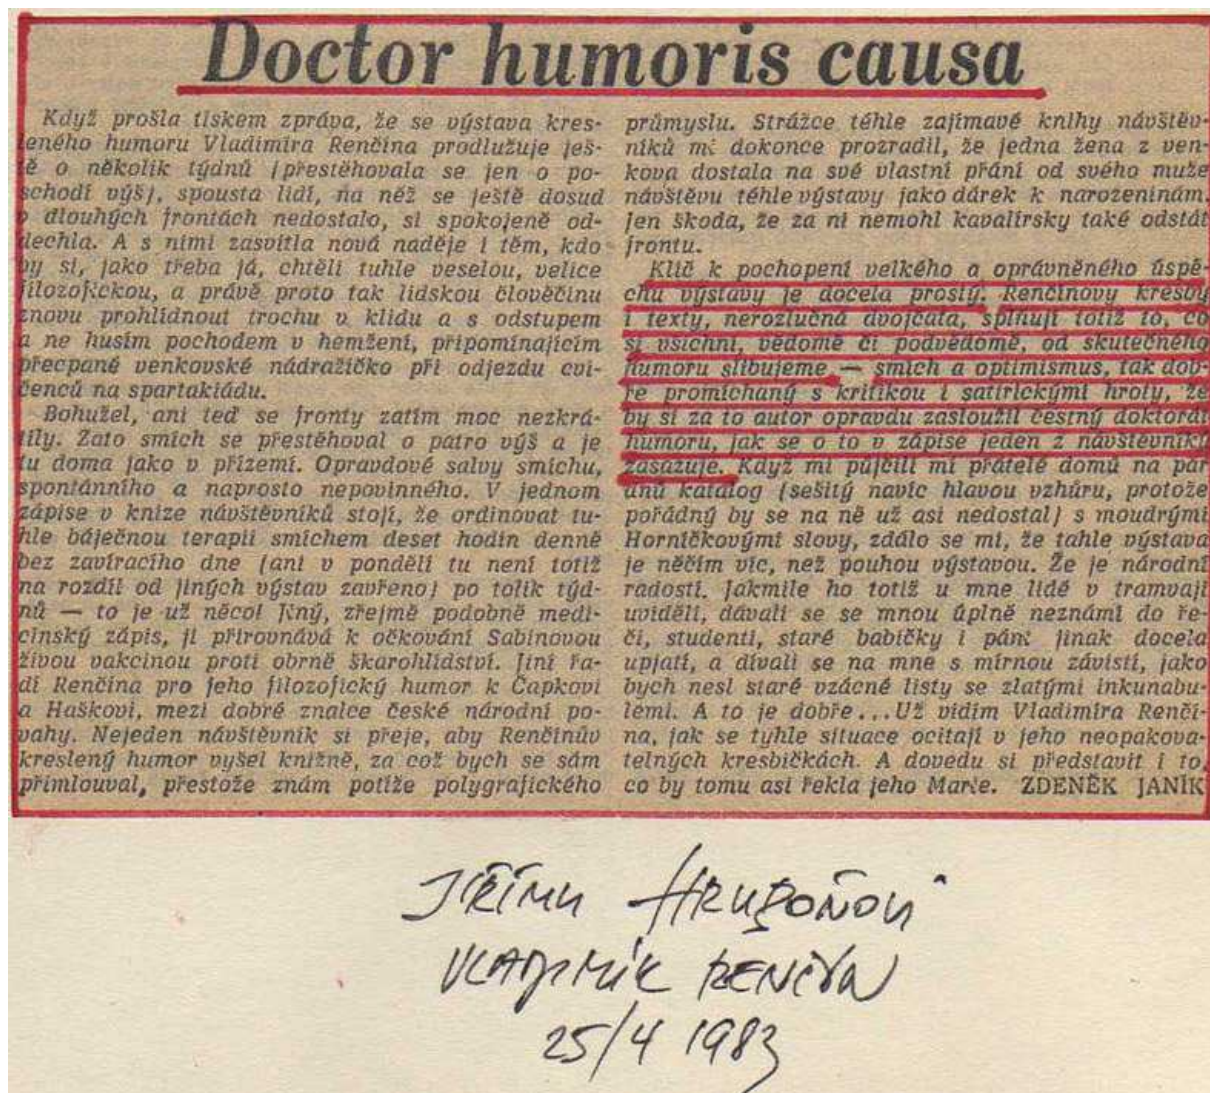 Doctor humoris causa
Když prošla tiskem zpráva, že se výstava kres-
leného humoru Vladimíra Renčína prodlužuje ješ-
tě o několik týdnů (přestěhovala se jen o po-
schodí výš), spousta lidí, na něž se ještě dosud
v dlouhých frontách nedostalo, si spokojeně od-
dechla. A s nimi zasvitla nová naděje i těm, kdo
by si, jako třeba já, chtěli tuhle veselou, velice
filozofickou, a právě proto tak lidskou člověčinu
znovu prohlídnout trochu v klidu a s odstupem
a ne husím pochodem v hemžení, připomínajícím
přecpané venkovské nádražíčko při odjezdu cvi-
čenců na spartakiádu.
Bohužel, ani teď se fronty zatím moc nezkrá-
tily. Zato smích se přestěhoval o patro výš a je
tu doma jako v přízemí. Opravdové salvy smíchu,
spontánního a naprosto nepovinného. V jednom
zápise v knize návštěvníků stojí, že ordinovat tu-
hle báječnou terapii smíchem deset hodin denně
bez zavíracího dne (ani v pondělí tu není totiž
na rozdíl od jiných výstav zavřeno) po tolik týd-
nů — to je už něco! Jiný, zřejmě podobně medi-
cínský zápis, ji přirovnává k očkování Sabinovou
živou vakcinou proti obrně škarohlídství. Jiní řa-
dí Renčína pro jeho filozofický humor k Čapkovi
a Haškovi, mezi dobré znalce české národní po-
vahy. Nejeden návštěvník si přeje, aby Renčínův
kreslený humor vyšel knižně, za což bych se sám
přimlouval, přestože znám potíže polygrafického
průmyslu. Strážce téhle zajímavé knihy návštěv-
níků mi dokonce prozradil, že jedna žena z ven-
kova dostala na své vlastní přání od svého muže
návštěvu téhle výstavy jako dárek k narozeninám.
Jen škoda, že za ni nemohl kavalírsky také odstát
frontu.
Klíč k pochopení velkého a oprávněného úspě-
chu výstavy je docela prostý. Renčínovy kresby
i texty, nerozlučná dvojčata, splňují totiž to, co
si všichni, vědomě či podvědomě, od skutečného
humoru slibujeme — smích a optimismus, tak dob-
ře promíchaný s kritikou i satirickými hroty, že
by si za to autor opravdu zasloužil čestný doktorát
humoru, jak se o to v zápise jeden z návštěvníků
zasazuje. Když mi půjčili mí přátelé domů na pár
dnů katalog (sešitý navíc hlavou vzhůru, protože
pořádný by se na ně už asi nedostal) s moudrými
Horníčkovými slovy, zdálo se mi, že tahle výstava
je něčím víc, než pouhou výstavou. Že je národní
radostí. Jakmile ho totiž u mne lidé v tramvaji
uviděli, dávali se se mnou úplně neznámí do ře-
či, studenti, staré babičky i páni jinak docela
upjatí, a dívali se na mne s mírnou závistí, jako
bych nesl staré vzácné listy se zlatými inkunabu-
lemi. A to je dobře...Už vidím Vladimíra Renčí-
na, jak se tyhle situace ocitají v jeho neopakova-
telných kresbičkách. A dovedu si představit i to,
co by tomu asi řekla jeho Marie. ZDENĚK JANÍK
JIŘÍMU HRUBOŇOVI
VLADIMÍR RENČÍN
25/4 1983